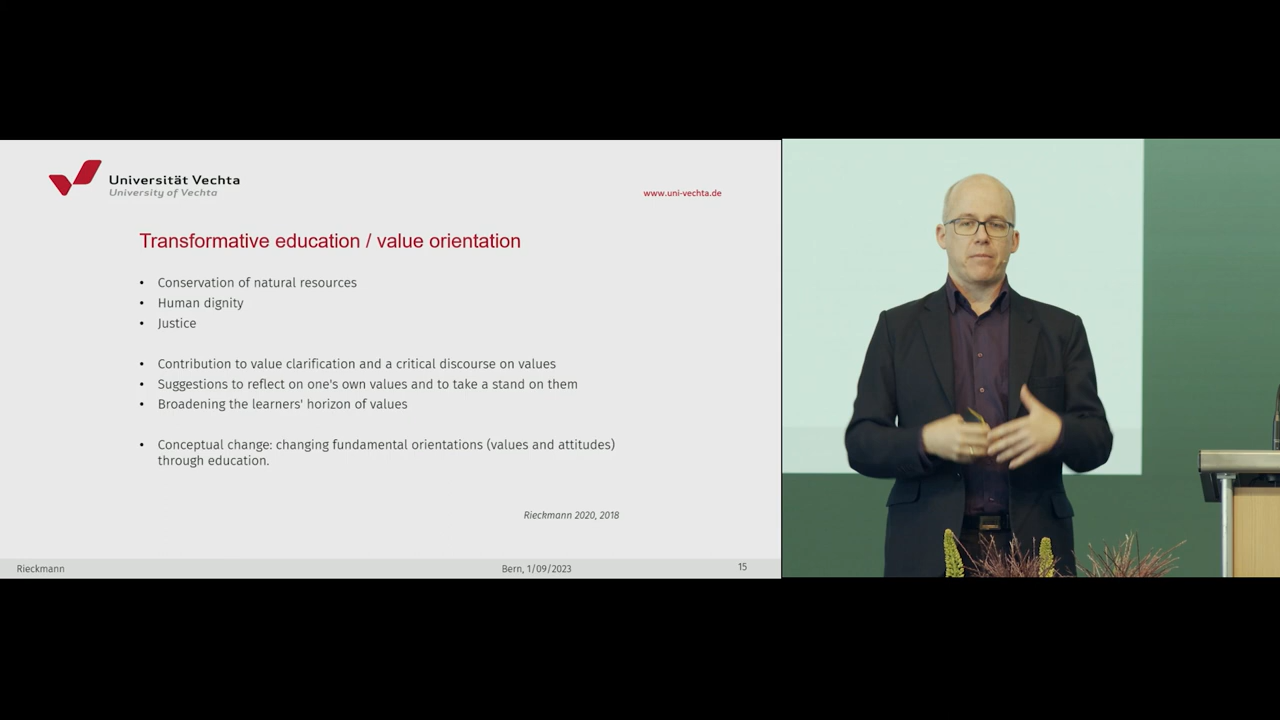 Universität Vechta
University of Vechta
www.uni-vechta.de
Transformative education / value orientation
• Conservation of natural resources
• Human dignity
• Justice
• Contribution to value clarification and a critical discourse on values
• Suggestions to reflect on one's own values and to take a stand on them
• Broadening the learners' horizon of values
• Conceptual change: changing fundamental orientations (values and attitudes)
through education.
Rieckmann 2020, 2018
Rieckmann
Bern, 1/09/2023
15